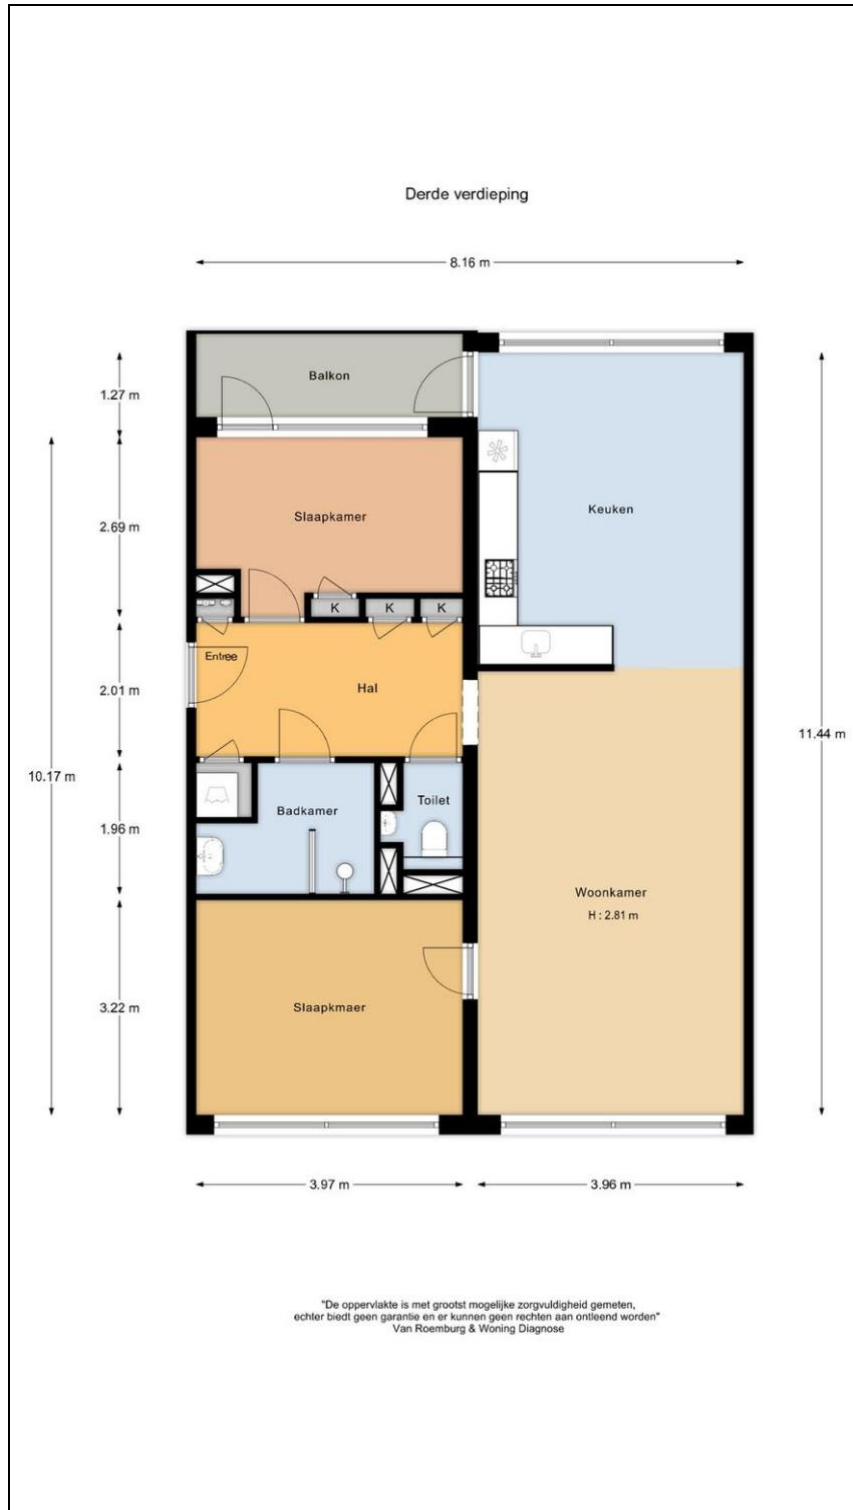 Derde verdieping
8.16 m
Balkon
1.27 m
Slaapkamer
Keuken
2.69 m
K K K
Entree
Hal
2.01 m
11.44 m
10.17 m
Badkamer
Toilet
1.96 m
Woonkamer
H : 2.81 m
Slaapkmaer
3.22 m
3.97 m
3.96 m
"De oppervlakte is met grootst mogelijke zorgvuldigheid gemeten,
echter biedt geen garantie en er kunnen geen rechten aan ontleend worden"
Van Roemburg & Woning Diagnose